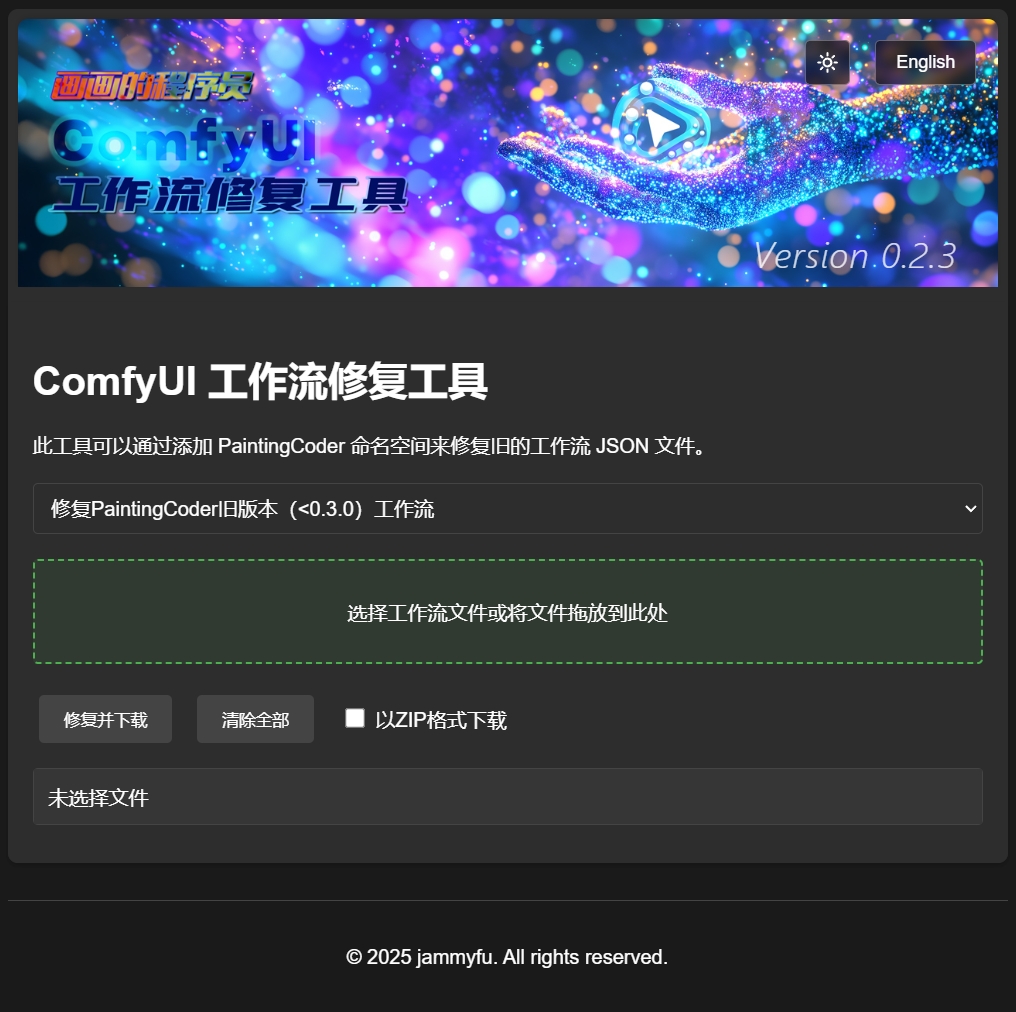 画画的程序员
English
ComfyUI
工作流修复工具
Version 0.2.3
ComfyUI 工作流修复工具
此工具可以通过添加 PaintingCoder 命名空间来修复旧的工作流 JSON 文件。
修复PaintingCoder旧版本（<0.3.0）工作流
选择工作流文件或将文件拖放到此处
修复并下载 清除全部 以ZIP格式下载
未选择文件
© 2025 jammyfu. All rights reserved.